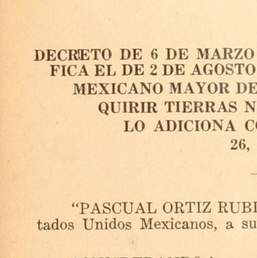 DECRETO DE 6 DE MARZO
FICA EL DE 2 DE AGOSTO
MEXICANO MAYOR DE
QUIRIR TIERRAS N
LO ADICIONA C
26,
"PASCUAL ORTIZ RUBI
tados Unidos Mexicanos, a su